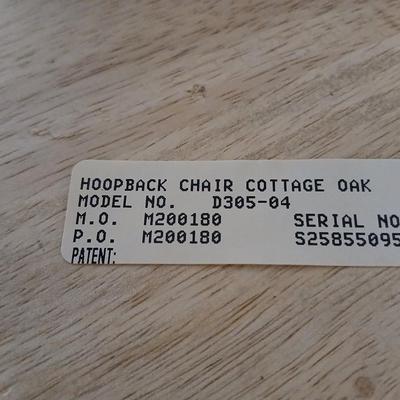 HOOPBACK CHAIR COTTAGE OAK
MODEL NO. D305-04
M.O. M200180 SERIAL NO
P.O. M200180 S25855095
PATENT: